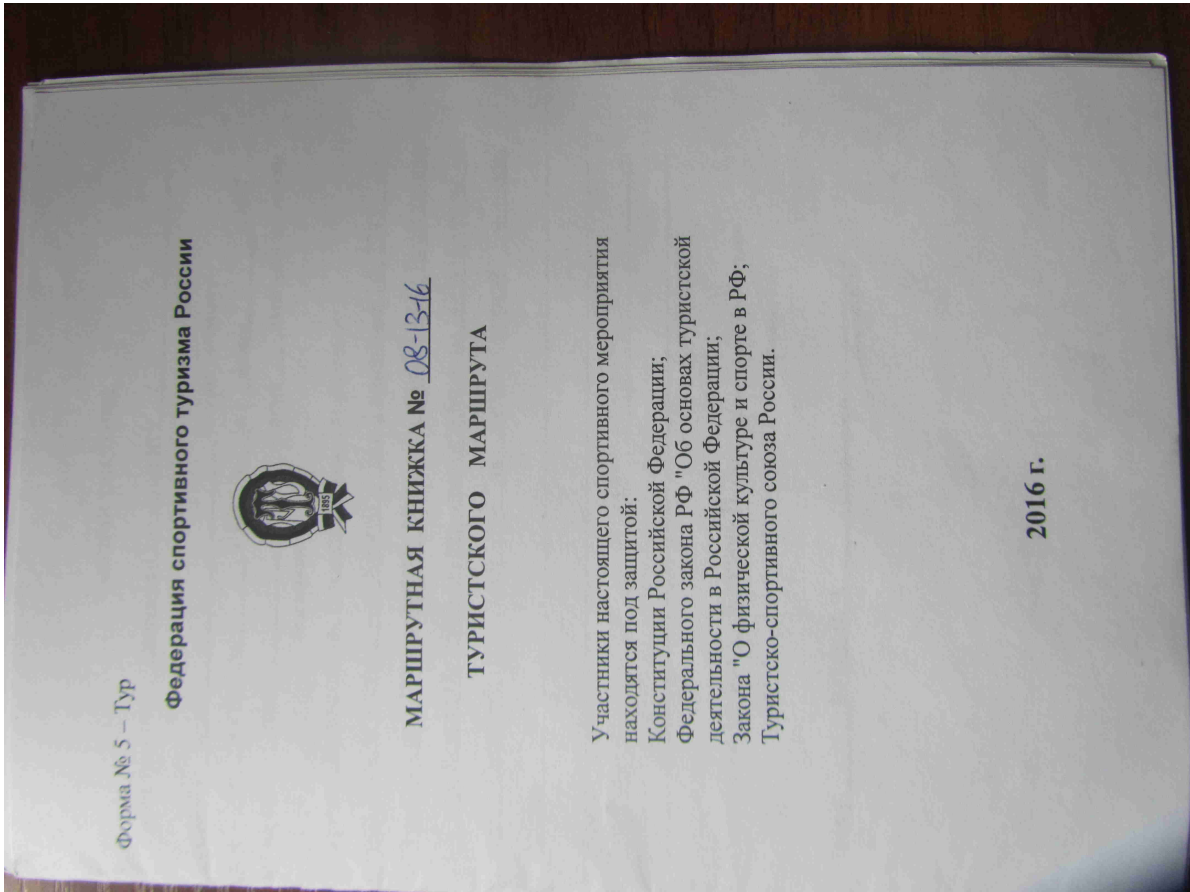 Форма № 5 – Тур
Федерация спортивного туризма России
1895
МАРШРУТНАЯ КНИЖКА № 08-13-16
ТУРИСТСКОГО МАРШРУТА
Участники настоящего спортивного мероприятия
находятся под защитой:
Конституции Российской Федерации;
Федерального закона РФ "Об основах туристской
деятельности в Российской Федерации;
Закона "О физической культуре и спорте в РФ;
Туристско-спортивного союза России.
2016 г.